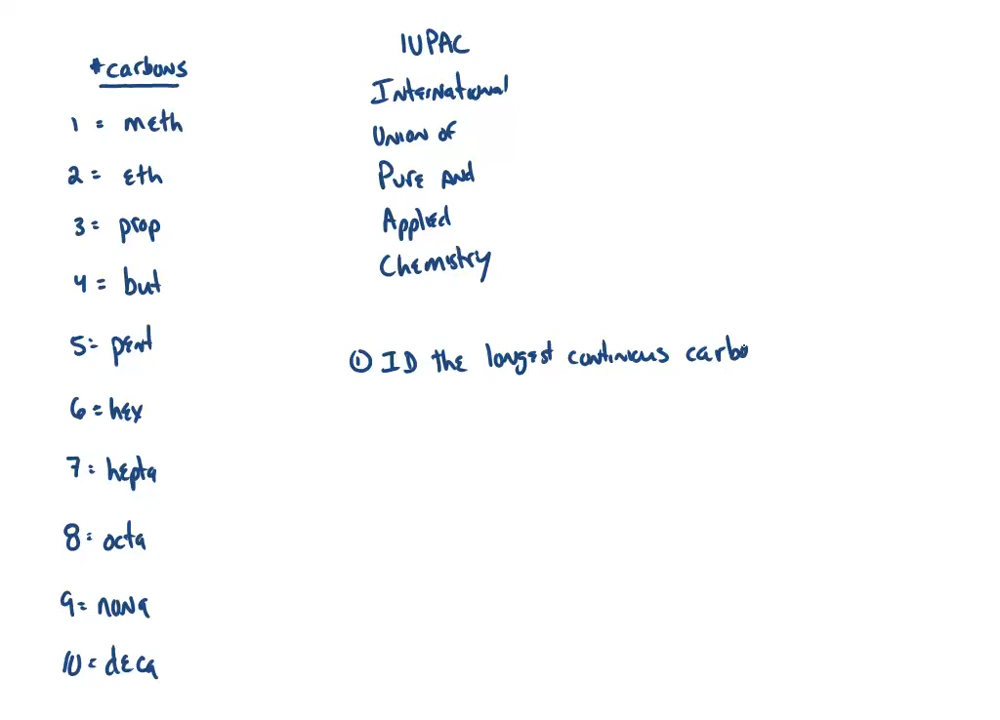 #carbons
1 = meth
2 = eth
3 = prop
4 = but
5 = pent
6 = hex
7 = hepta
8 = octa
9 = nona
10 = deca
IUPAC
International
Union of
Pure and
Applied
Chemistry
① ID the longest continuous carbo